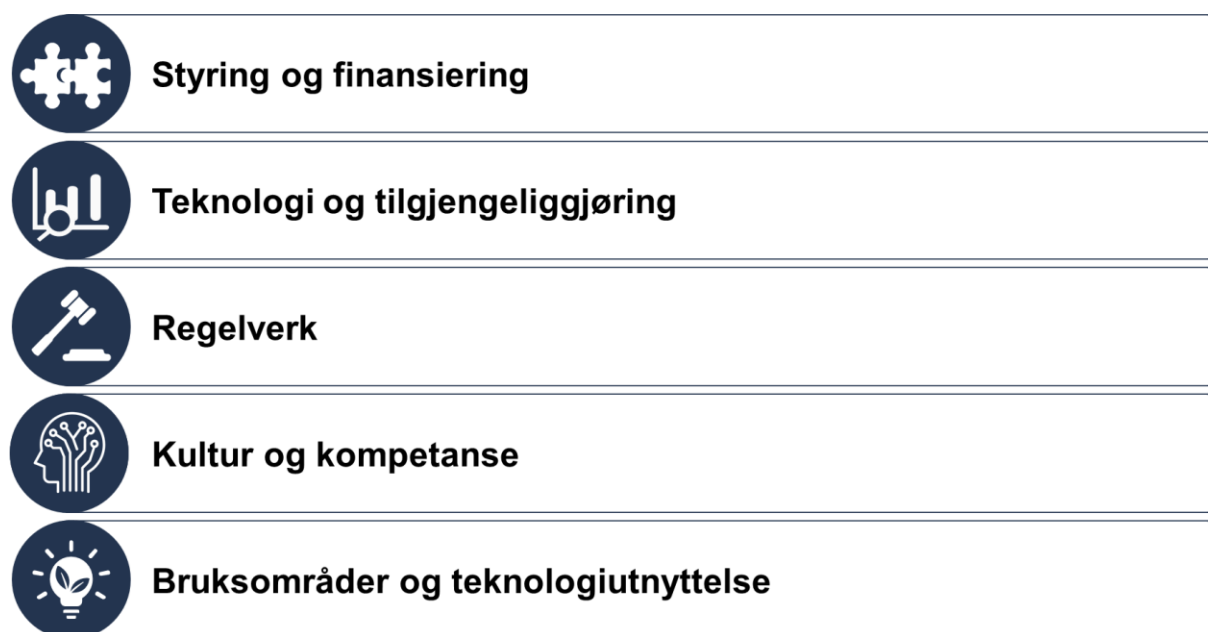 Styring og finansiering
Teknologi og tilgjengeliggjøring
Regelverk
Kultur og kompetanse
Bruksområder og teknologiutnyttelse